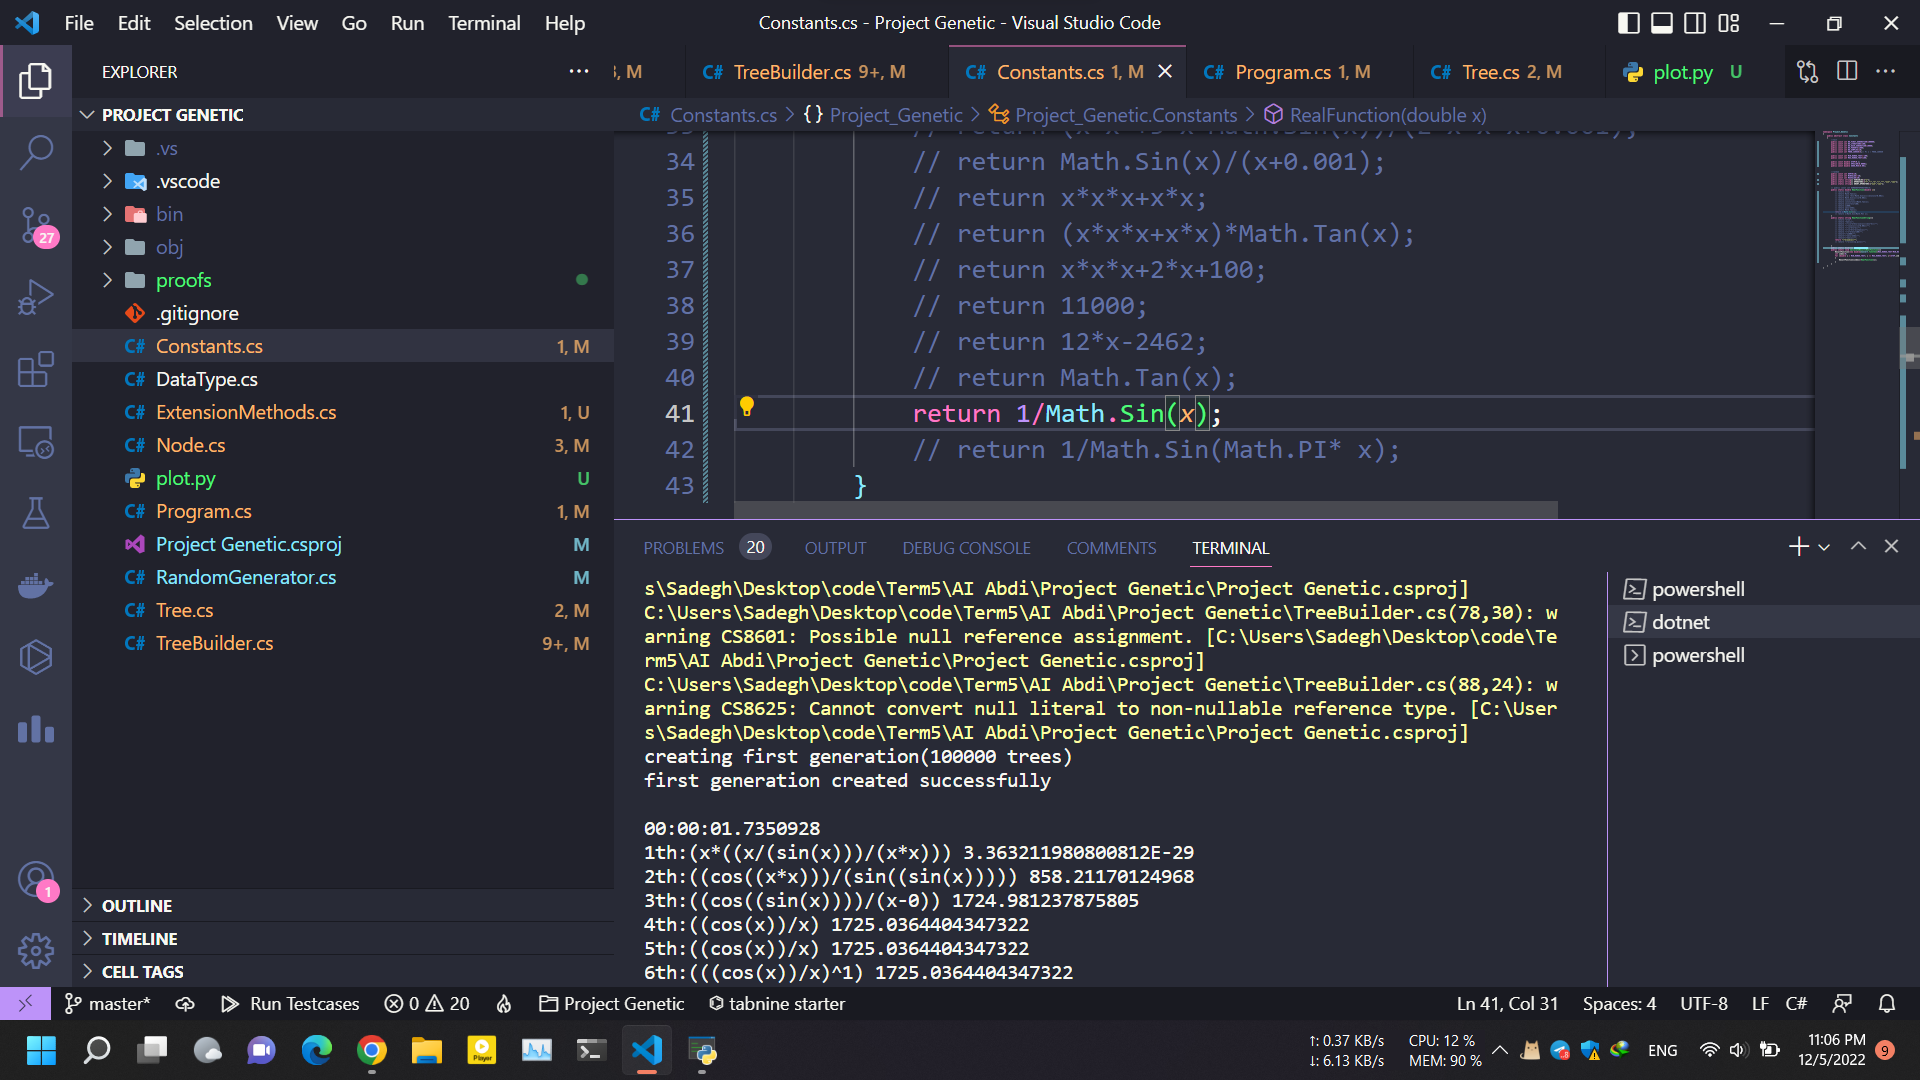 File Edit Selection View Go Run Terminal Help
Constants.cs - Project Genetic - Visual Studio Code
EXPLORER
PROJECT GENETIC
.vs
.vscode
bin
obj
proofs
.gitignore
Constants.cs 1, M
DataType.cs
ExtensionMethods.cs 1, U
Node.cs 3, M
plot.py U
Program.cs 1, M
Project Genetic.csproj M
RandomGenerator.cs M
Tree.cs 2, M
TreeBuilder.cs 9+, M
OUTLINE
TIMELINE
CELL TAGS
27
1
, M
C# TreeBuilder.cs 9+, M
C# Constants.cs 1, M
C# Program.cs 1, M
C# Tree.cs 2, M
plot.py U
C# Constants.cs > {} Project_Genetic > Project_Genetic.Constants > RealFunction(double x)
34 // return Math.Sin(x)/(x+0.001);
35 // return x*x*x+x*x;
36 // return (x*x*x+x*x)*Math.Tan(x);
37 // return x*x*x+2*x+100;
38 // return 11000;
39 // return 12*x-2462;
40 // return Math.Tan(x);
41 return 1/Math.Sin(x);
42 // return 1/Math.Sin(Math.PI* x);
43 }
PROBLEMS 20 OUTPUT DEBUG CONSOLE COMMENTS TERMINAL
s\Sadegh\Desktop\code\Term5\AI Abdi\Project Genetic\Project Genetic.csproj]
C:\Users\Sadegh\Desktop\code\Term5\AI Abdi\Project Genetic\TreeBuilder.cs(78,30): w
arning CS8601: Possible null reference assignment. [C:\Users\Sadegh\Desktop\code\Te
rm5\AI Abdi\Project Genetic\Project Genetic.csproj]
C:\Users\Sadegh\Desktop\code\Term5\AI Abdi\Project Genetic\TreeBuilder.cs(88,24): w
arning CS8625: Cannot convert null literal to non-nullable reference type. [C:\User
s\Sadegh\Desktop\code\Term5\AI Abdi\Project Genetic\Project Genetic.csproj]
creating first generation(100000 trees)
first generation created successfully
00:00:01.7350928
1th:(x*((x/(sin(x)))/(x*x))) 3.363211980800812E-29
2th:((cos((x*x)))/(sin((sin(x))))) 858.21170124968
3th:((cos((sin(x))))/(x-0)) 1724.981237875805
4th:((cos(x))/x) 1725.0364404347322
5th:((cos(x))/x) 1725.0364404347322
6th:(((cos(x))/x)^1) 1725.0364404347322
powershell
dotnet
powershell
master* Run Testcases 0 20 Project Genetic tabnine starter
Ln 41, Col 31 Spaces: 4 UTF-8 LF C#
Player
↑: 0.37 KB/s
↓: 6.13 KB/s
CPU: 12 %
MEM: 90 %
ENG
11:06 PM
12/5/2022
9